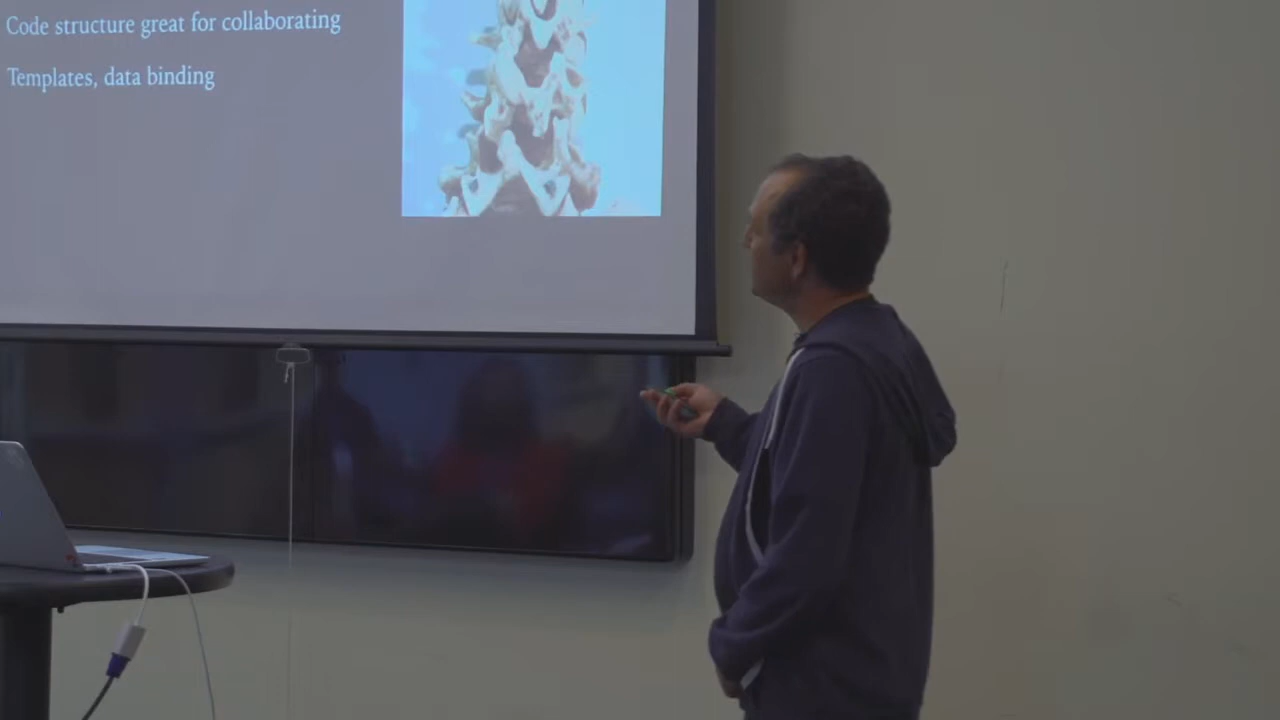 Code structure great for collaborating
Templates, data binding